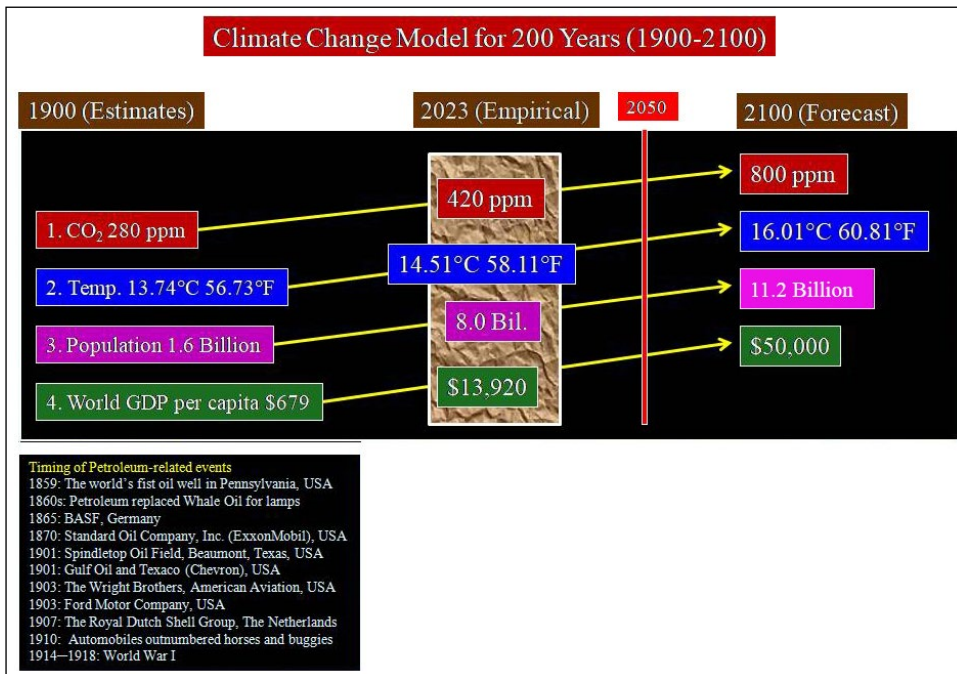 Climate Change Model for 200 Years (1900-2100)
1900 (Estimates)
2023 (Empirical)
2050
2100 (Forecast)
1. CO₂ 280 ppm
420 ppm
800 ppm
2. Temp. 13.74°C 56.73°F
14.51°C 58.11°F
16.01°C 60.81°F
3. Population 1.6 Billion
8.0 Bil.
11.2 Billion
4. World GDP per capita $679
$13,920
$50,000
Timing of Petroleum-related events
1859: The world's fist oil well in Pennsylvania, USA
1860s: Petroleum replaced Whale Oil for lamps
1865: BASF, Germany
1870: Standard Oil Company, Inc. (ExxonMobil), USA
1901: Spindletop Oil Field, Beaumont, Texas, USA
1901: Gulf Oil and Texaco (Chevron), USA
1903: The Wright Brothers, American Aviation, USA
1903: Ford Motor Company, USA
1907: The Royal Dutch Shell Group, The Netherlands
1910: Automobiles outnumbered horses and buggies
1914—1918: World War I